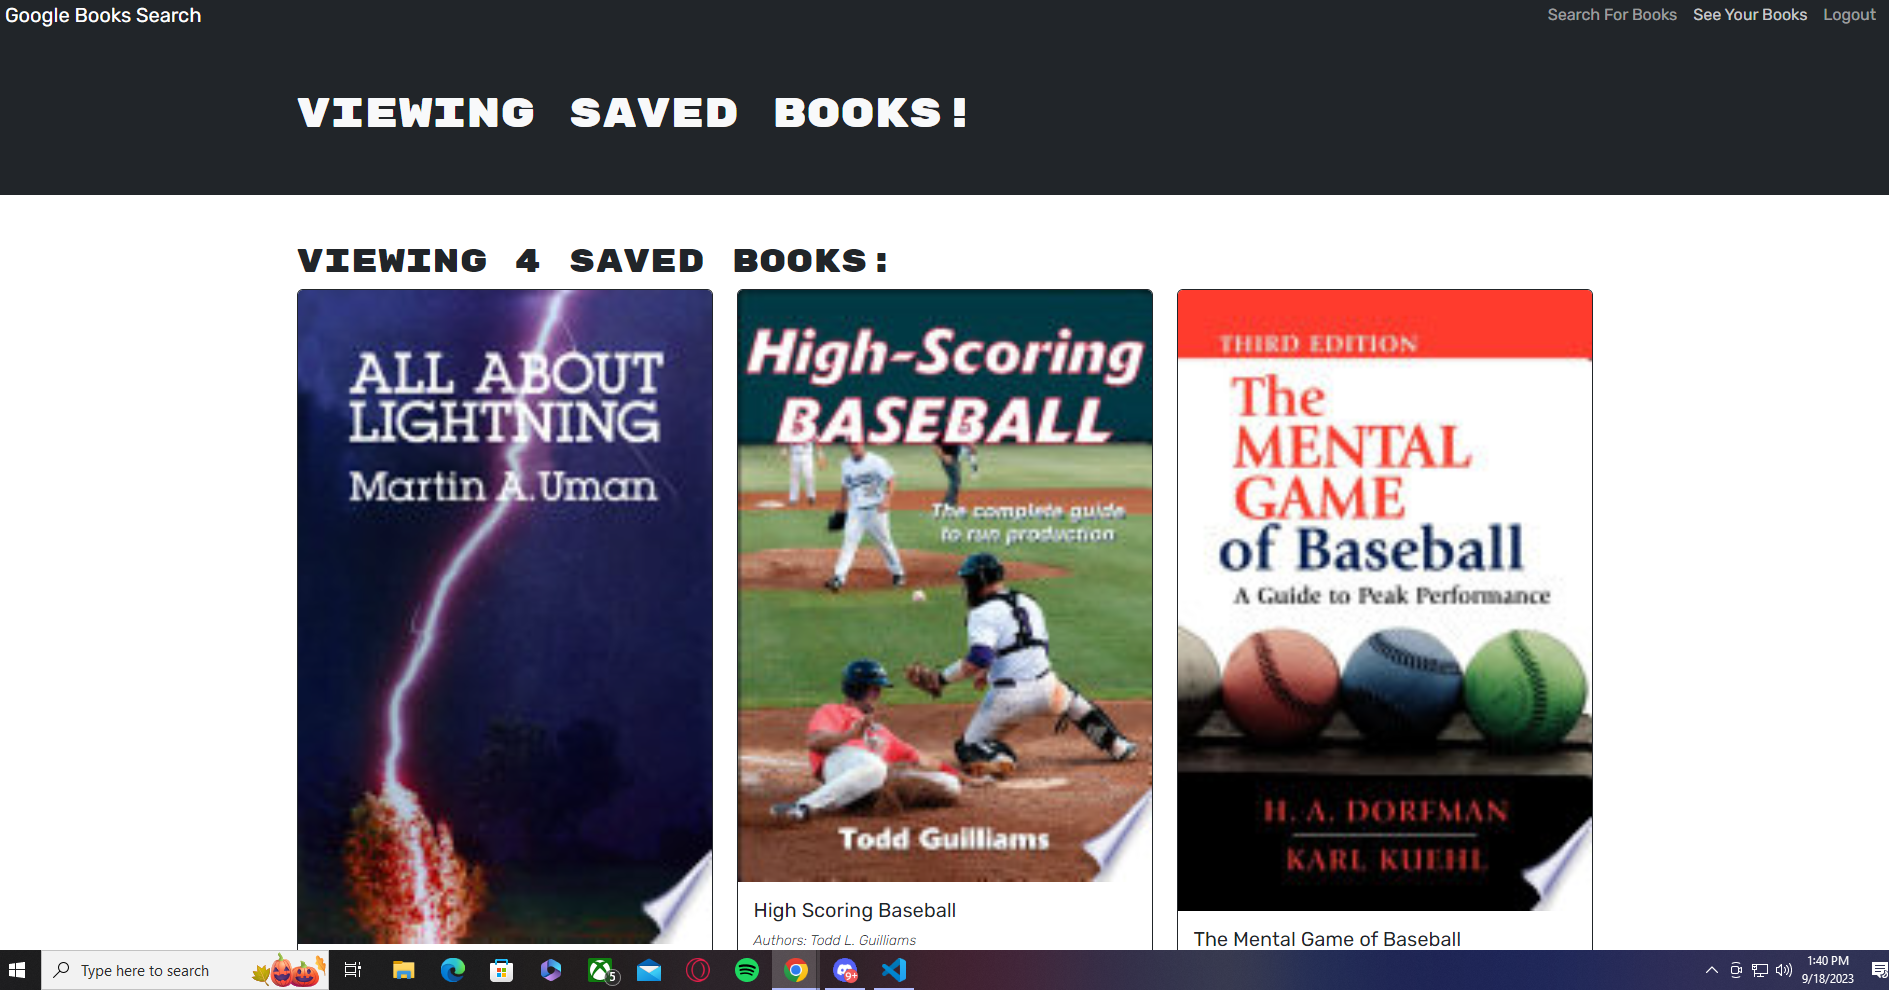 Google Books Search
Search For Books See Your Books Logout
VIEWING SAVED BOOKS!
VIEWING 4 SAVED BOOKS:
ALL ABOUT
LIGHTNING
Martin A. Uman
High-Scoring
BASEBALL
The complete guide
to run production
Todd Guilliams
High Scoring Baseball
Authors: Todd L. Guilliams
THIRD EDITION
The
MENTAL
GAME
of Baseball
A Guide to Peak Performance
H. A. DORFMAN
KARL KUEHL
The Mental Game of Baseball
Type here to search
5
9+
1:40 PM
9/18/2023